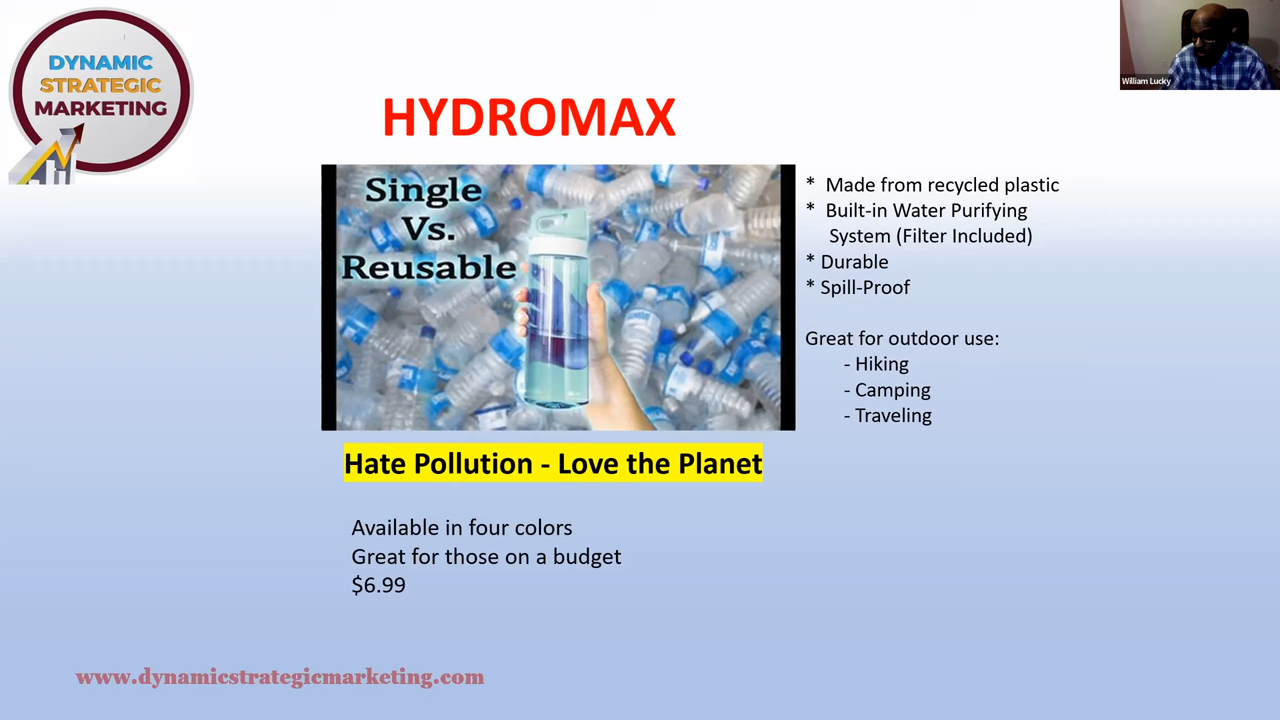 DYNAMIC
STRATEGIC
MARKETING
William Lucky
HYDROMAX
Single
Vs.
Reusable
* Made from recycled plastic
* Built-in Water Purifying
System (Filter Included)
* Durable
* Spill-Proof
Great for outdoor use:
- Hiking
- Camping
- Traveling
Hate Pollution - Love the Planet
Available in four colors
Great for those on a budget
$6.99
www.dynamicstrategicmarketing.com